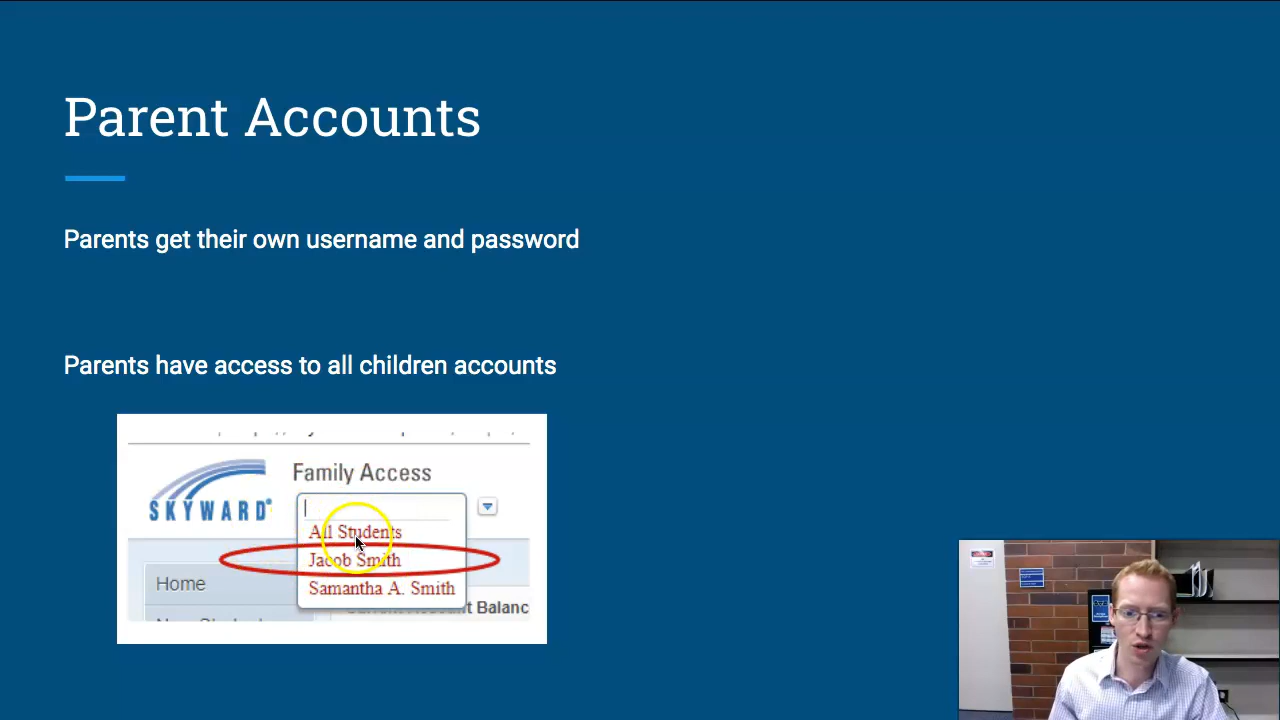 Parent Accounts
Parents get their own username and password
Parents have access to all children accounts
Family Access
SKYWARD
All Students
Jacob Smith
Home
Samantha A. Smith
Account Balanc